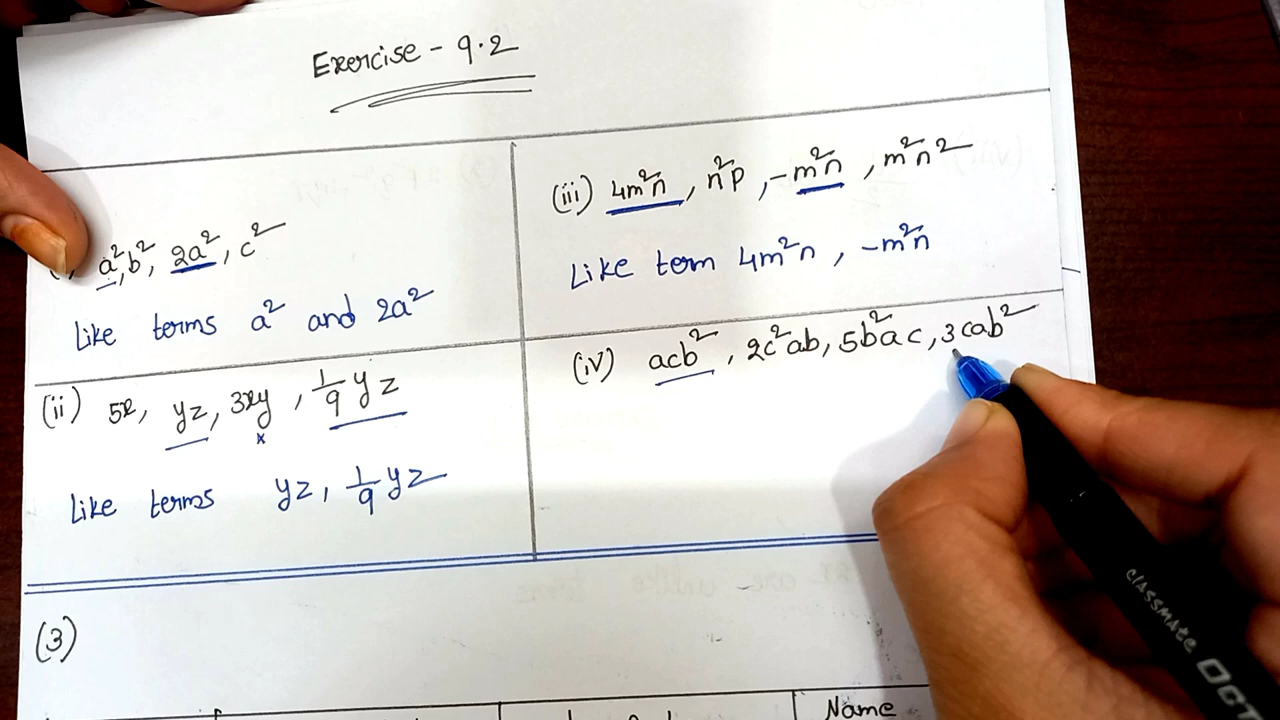 Exercise - 9.2
a², b², 2a², c²
Like terms a² and 2a²
(ii) 5x, yz, 3xy, 1/9 yz
Like terms yz, 1/9 yz
(iii) 4m²n, n²p, -m²n, m²n²
Like term 4m²n, -m²n
(iv) acb², 2c²ab, 5b²ac, 3cab²
(3)
Name
classmate OCT